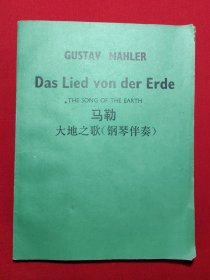 GUSTAV MAHLER
Das Lied von der Erde
THE SONG OF THE EARTH
马勒
大地之歌(钢琴伴奏)